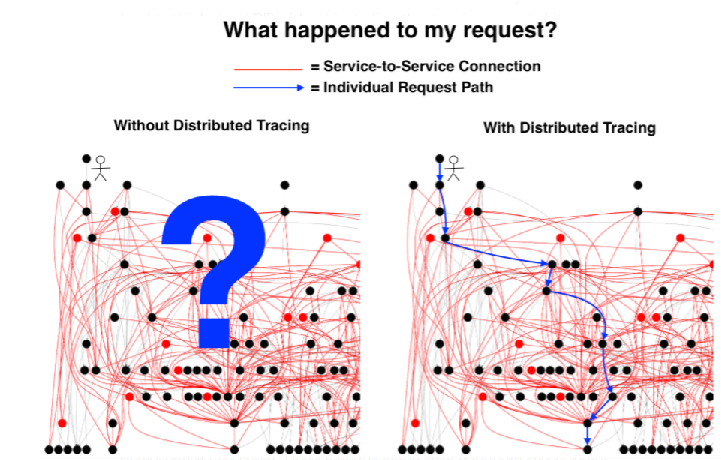 What happened to my request?
= Service-to-Service Connection
= Individual Request Path
Without Distributed Tracing
With Distributed Tracing
?